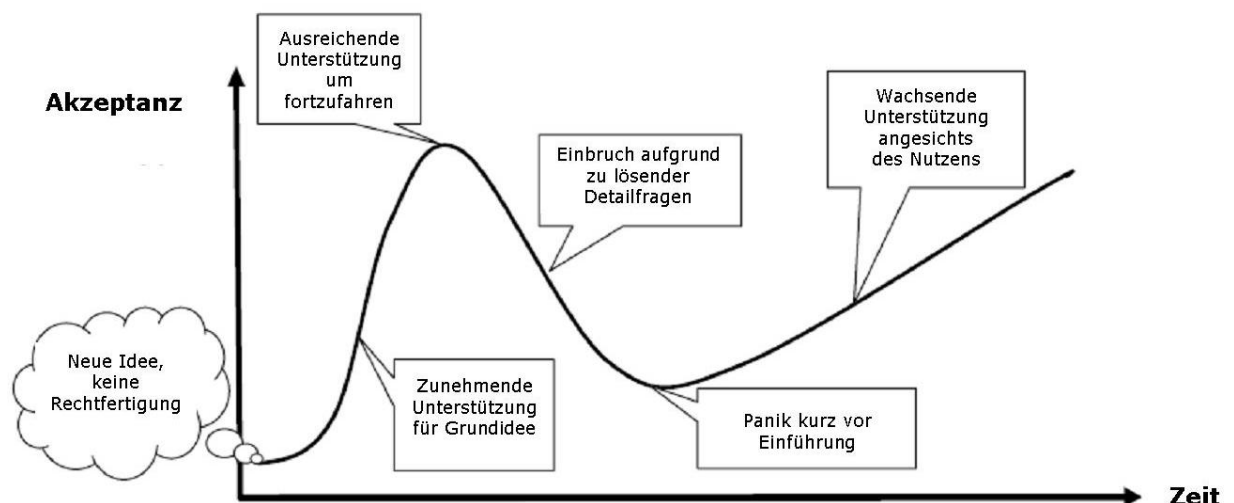 Akzeptanz
Ausreichende
Unterstützung
um
fortzufahren
Einbruch aufgrund
zu lösender
Detailfragen
Wachsende
Unterstützung
angesichts
des Nutzens
Neue Idee,
keine
Rechtfertigung
Zunehmende
Unterstützung
für Grundidee
Panik kurz vor
Einführung
Zeit